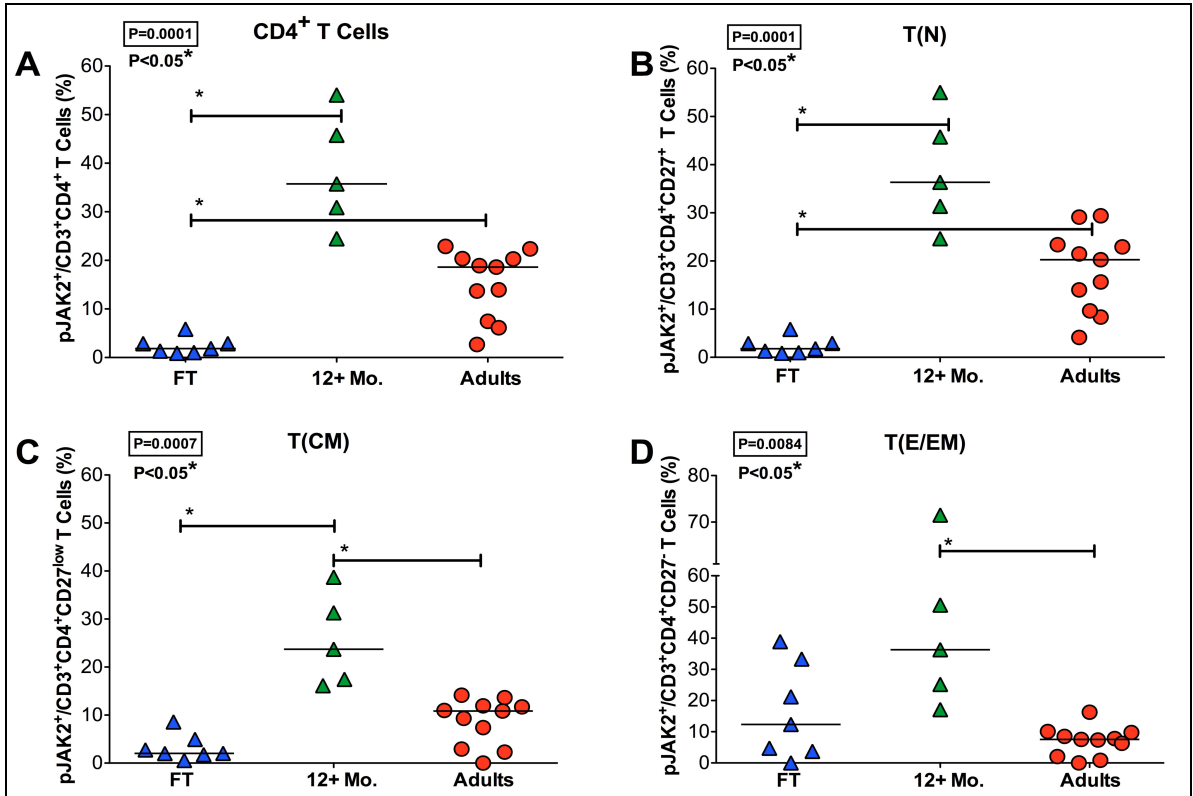 A
P=0.0001
P<0.05*
CD4+ T Cells
pJAK2+/CD3+CD4+ T Cells (%)
60
50
40
30
20
10
0
*
*
FT
12+ Mo.
Adults
B
P=0.0001
P<0.05*
T(N)
pJAK2+/CD3+CD4+CD27+ T Cells (%)
60
50
40
30
20
10
0
*
*
FT
12+ Mo.
Adults
C
P=0.0007
P<0.05*
T(CM)
pJAK2+/CD3+CD4+CD27low T Cells (%)
60
50
40
30
20
10
0
*
*
FT
12+ Mo.
Adults
D
P=0.0084
P<0.05*
T(E/EM)
pJAK2+/CD3+CD4+CD27- T Cells (%)
80
70
60
50
40
30
20
10
0
*
FT
12+ Mo.
Adults